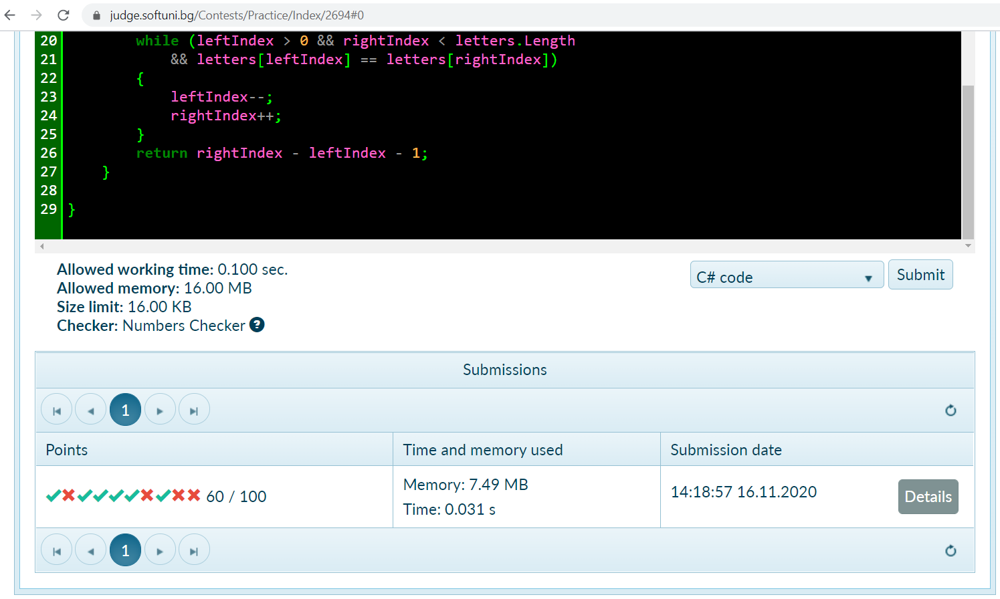 judge.softuni.bg/Contests/Practice/Index/2694#0
20 while (leftIndex > 0 && rightIndex < letters.Length
21 && letters[leftIndex] == letters[rightIndex])
22 {
23 leftIndex--;
24 rightIndex++;
25 }
26 return rightIndex - leftIndex - 1;
27 }
28
29 }
Allowed working time: 0.100 sec.
Allowed memory: 16.00 MB
Size limit: 16.00 KB
Checker: Numbers Checker ?
C# code
Submit
Submissions
1
Points Time and memory used Submission date
60 / 100
Memory: 7.49 MB
Time: 0.031 s
14:18:57 16.11.2020
Details
1